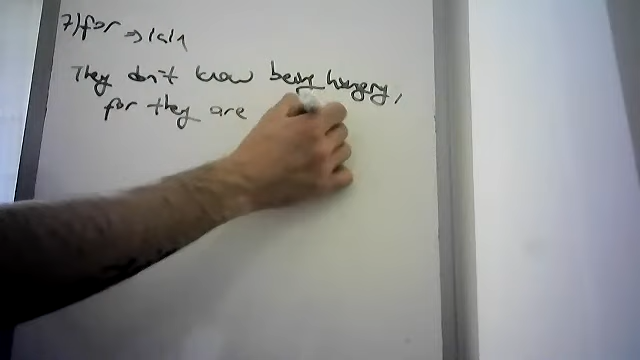 7) for ⇒
They don't know being hungry,
for they are